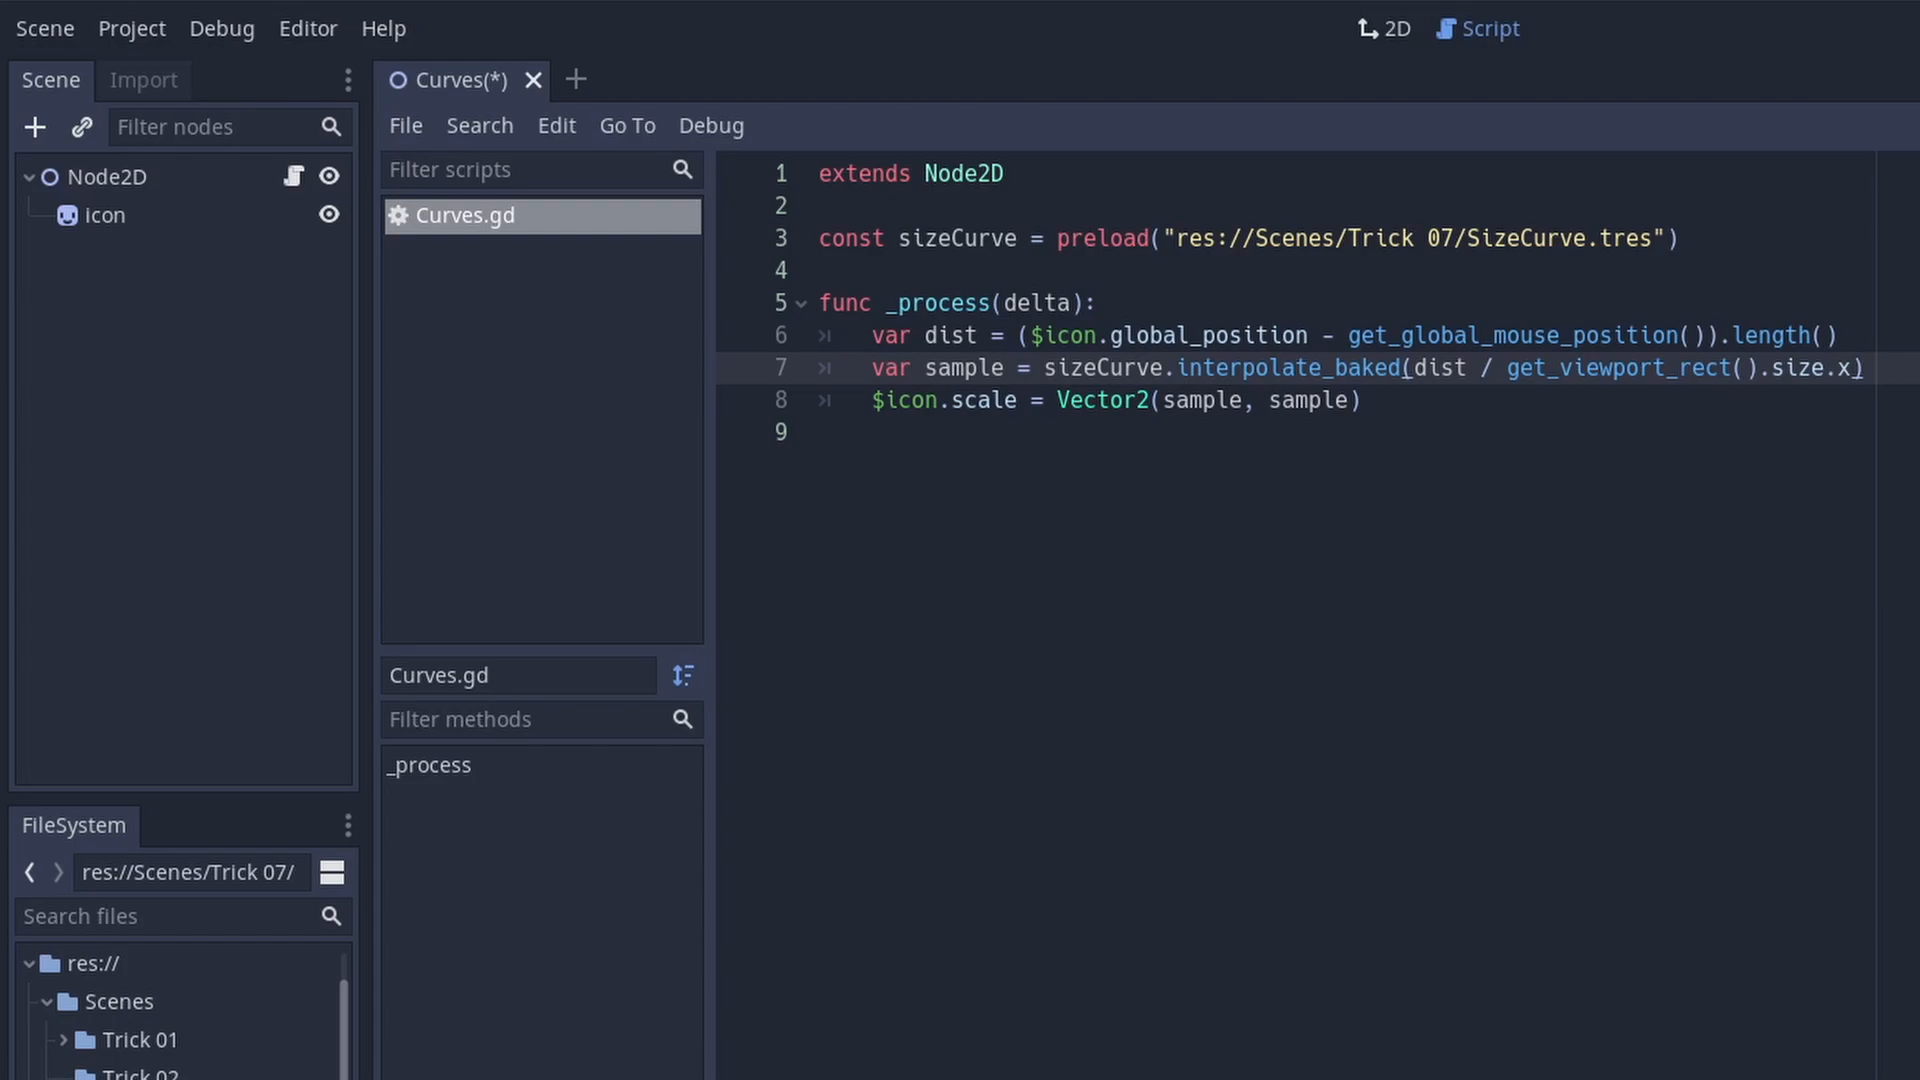 Scene Project Debug Editor Help
2D Script
Scene Import
Filter nodes
Node2D
icon
Curves(*)
File Search Edit Go To Debug
Filter scripts
Curves.gd
1 extends Node2D
2
3 const sizeCurve = preload("res://Scenes/Trick 07/SizeCurve.tres")
4
5 func _process(delta):
6 var dist = ($icon.global_position - get_global_mouse_position()).length()
7 var sample = sizeCurve.interpolate_baked(dist / get_viewport_rect().size.x)
8 $icon.scale = Vector2(sample, sample)
9
Curves.gd
Filter methods
_process
FileSystem
res://Scenes/Trick 07/
Search files
res://
Scenes
Trick 01
Trick 02